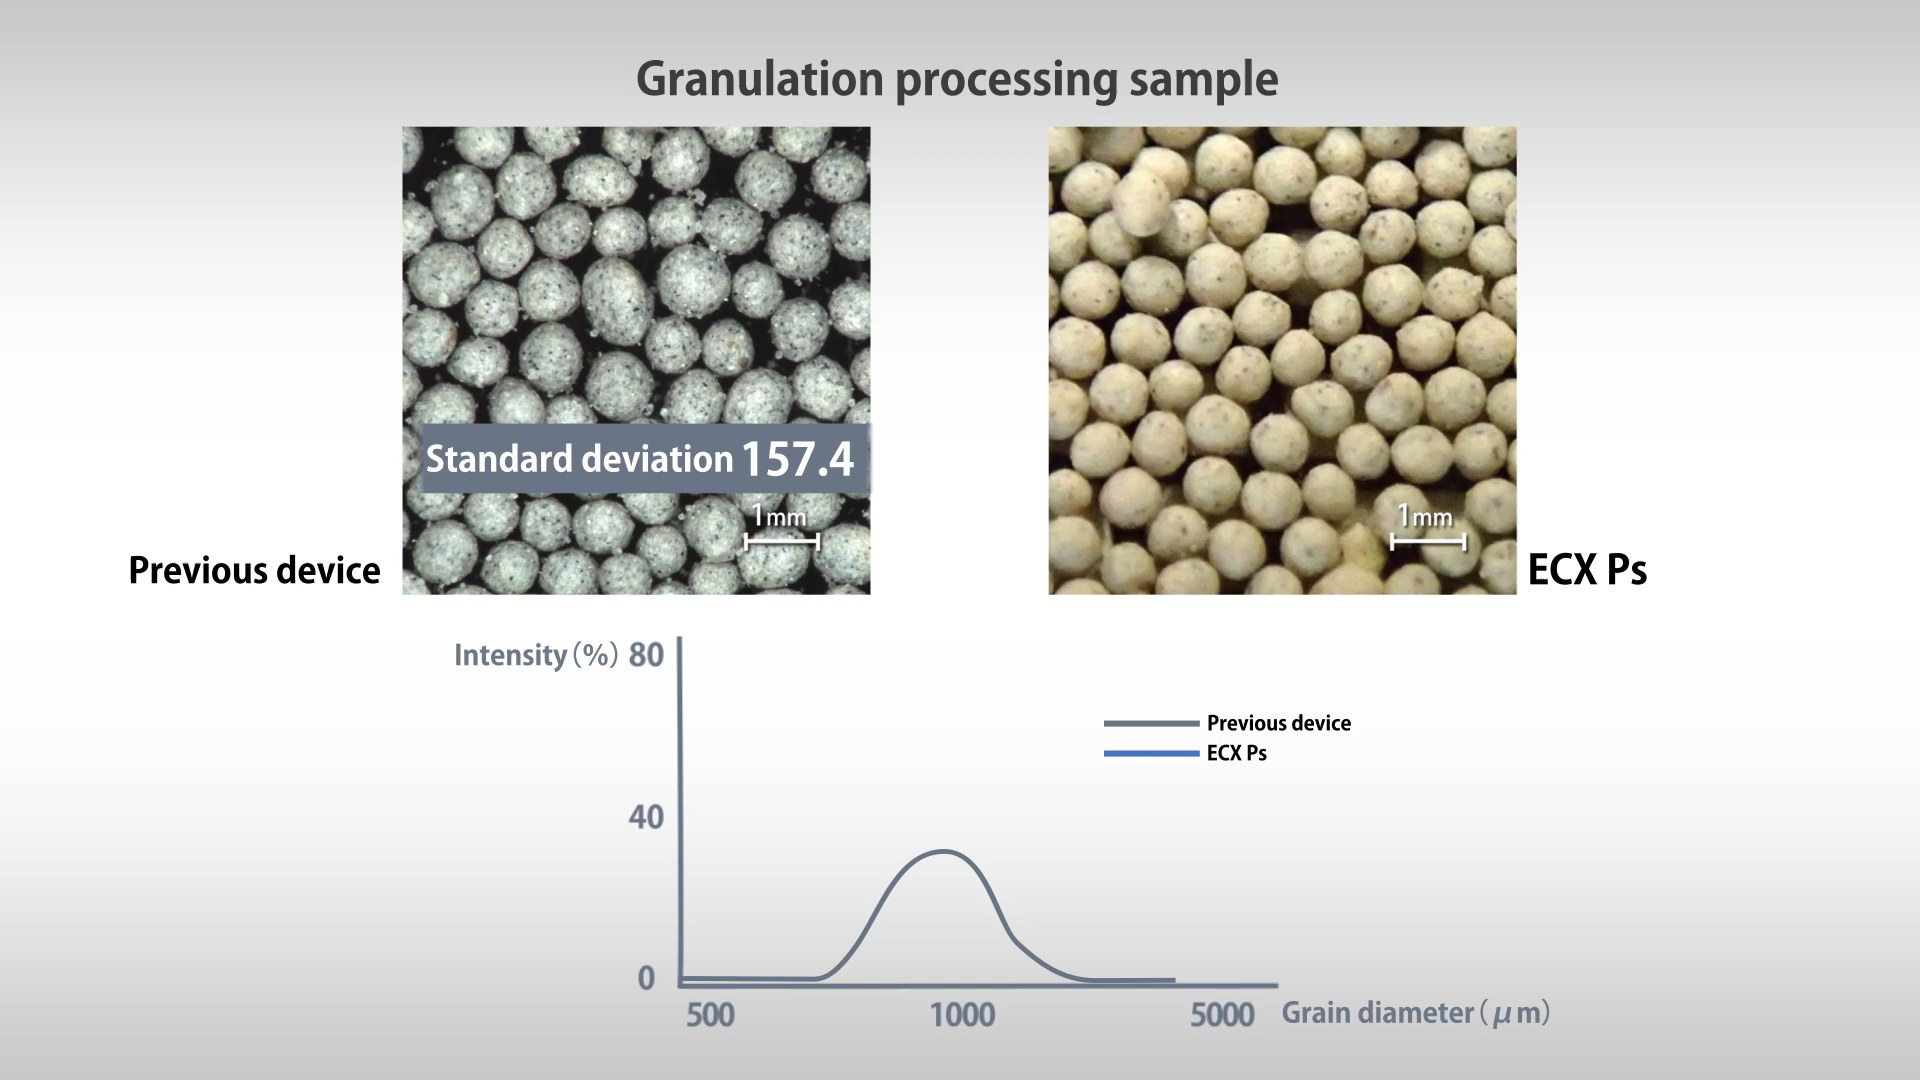 Granulation processing sample
Standard deviation 157.4
1mm
1mm
Previous device
ECX Ps
Intensity(%) 80
Previous device
ECX Ps
40
0
500 1000 5000 Grain diameter(μm)